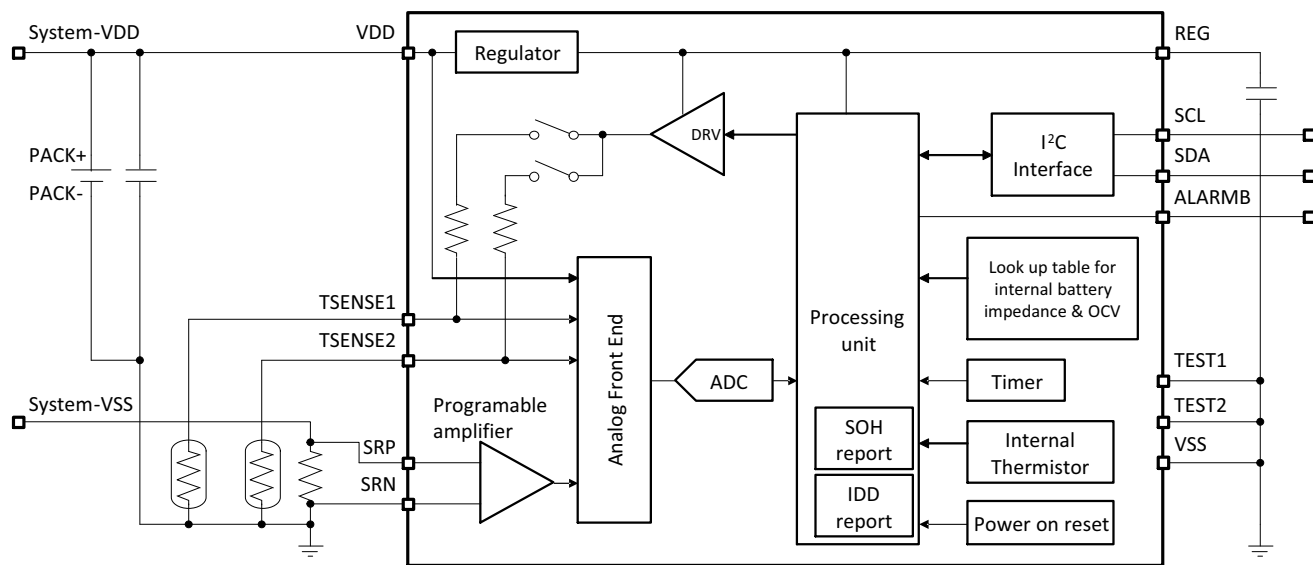 System-VDD
VDD
Regulator
REG
DRV
SCL
I²C
Interface
SDA
PACK+
PACK-
ALARMB
Look up table for
internal battery
impedance & OCV
TSENSE1
TSENSE2
Analog Front End
Processing
unit
ADC
TEST1
Timer
System-VSS
Programable
amplifier
TEST2
SOH
report
Internal
Thermistor
VSS
SRP
SRN
IDD
report
Power on reset